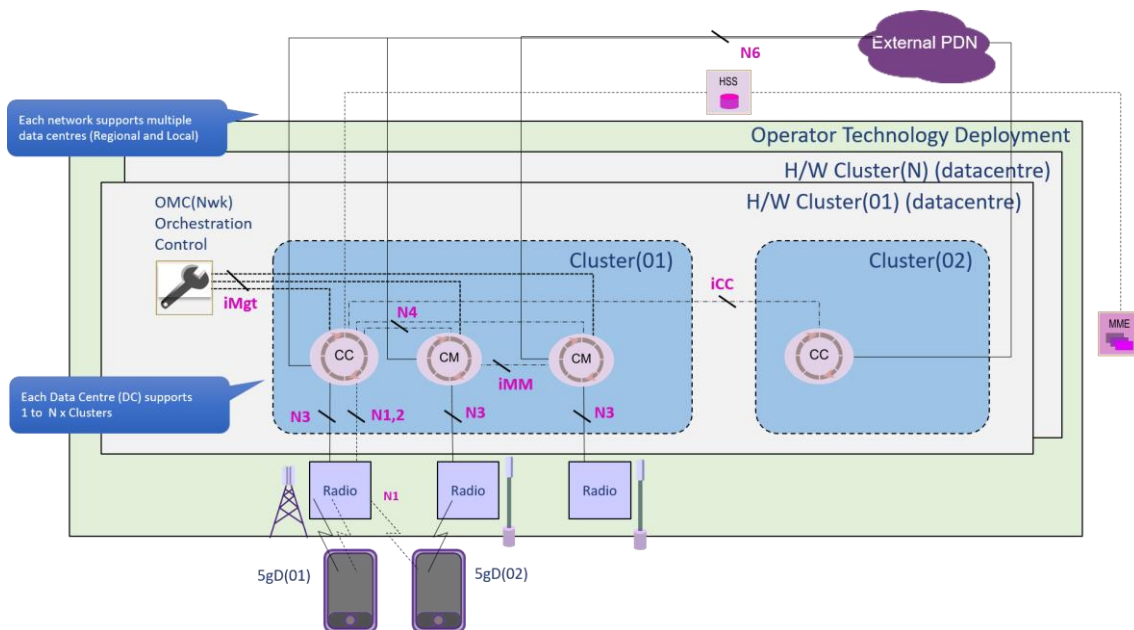 External PDN
N6
HSS
Each network supports multiple
data centres (Regional and Local)
Operator Technology Deployment
H/W Cluster(N) (datacentre)
H/W Cluster(01) (datacentre)
OMC(Nwk)
Orchestration
Control
Cluster(01)
Cluster(02)
iMgt
N4
iCC
MME
CC
CM
CM
CC
iMM
Each Data Centre (DC) supports
1 to N x Clusters
N3
N1,2
N3
N3
Radio
N1
Radio
Radio
5gD(01)
5gD(02)